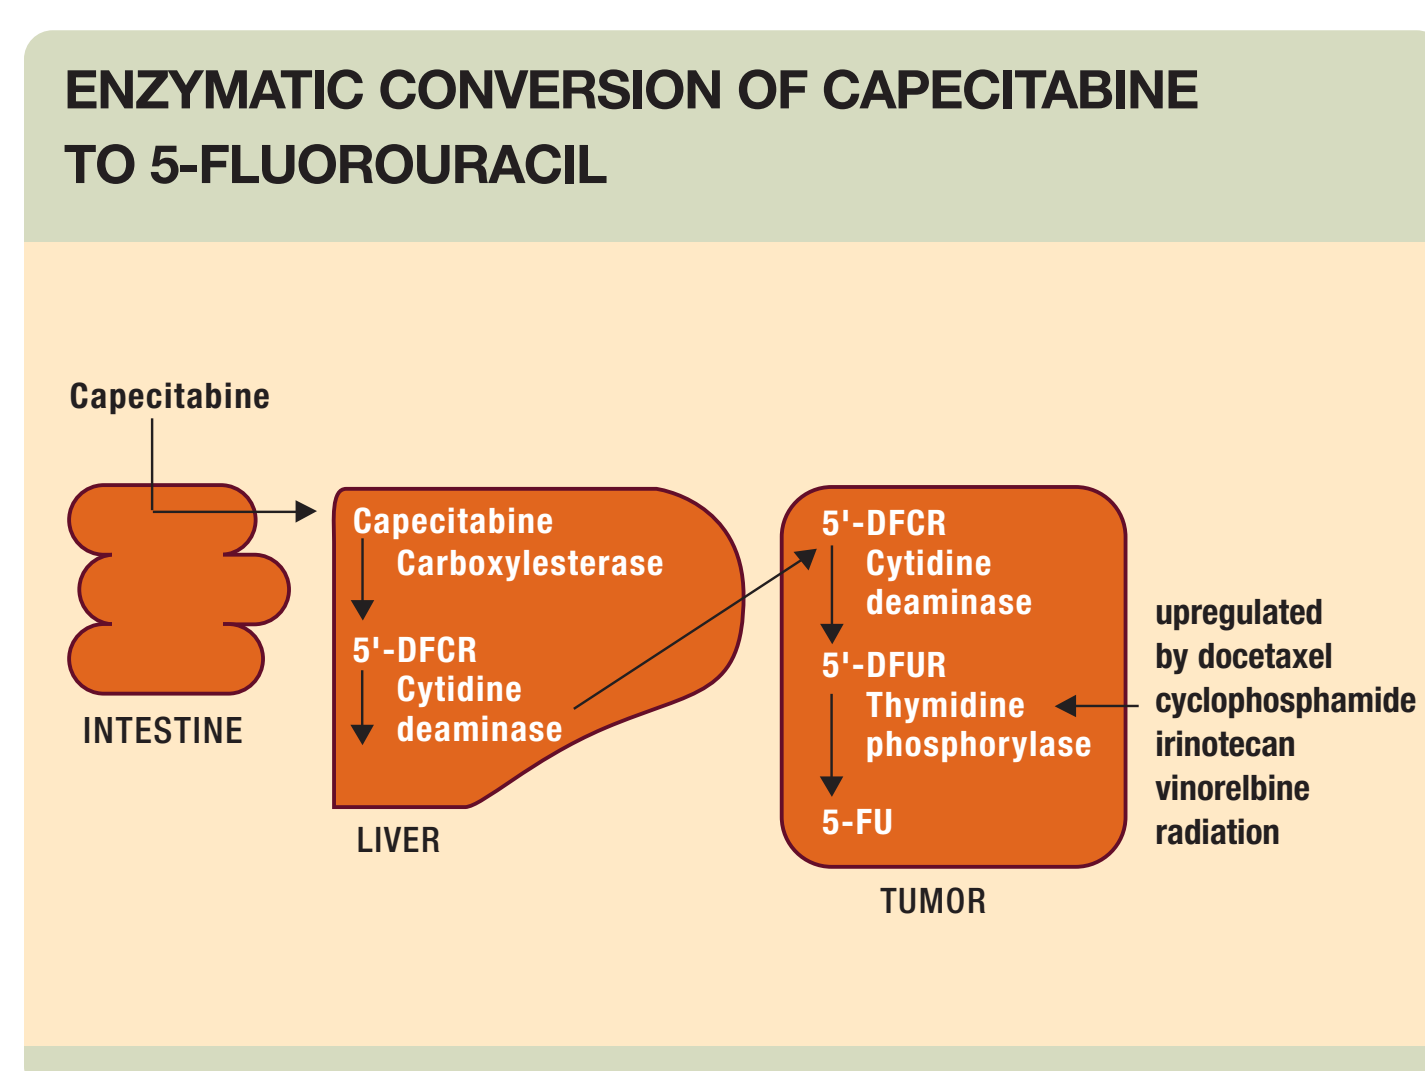 ENZYMATIC CONVERSION OF CAPECITABINE
TO 5-FLUOROURACIL
Capecitabine
INTESTINE
Capecitabine
Carboxylesterase
5'-DFCR
Cytidine
deaminase
LIVER
5'-DFCR
Cytidine
deaminase
5'-DFUR
Thymidine
phosphorylase
5-FU
TUMOR
upregulated
by docetaxel
cyclophosphamide
irinotecan
vinorelbine
radiation